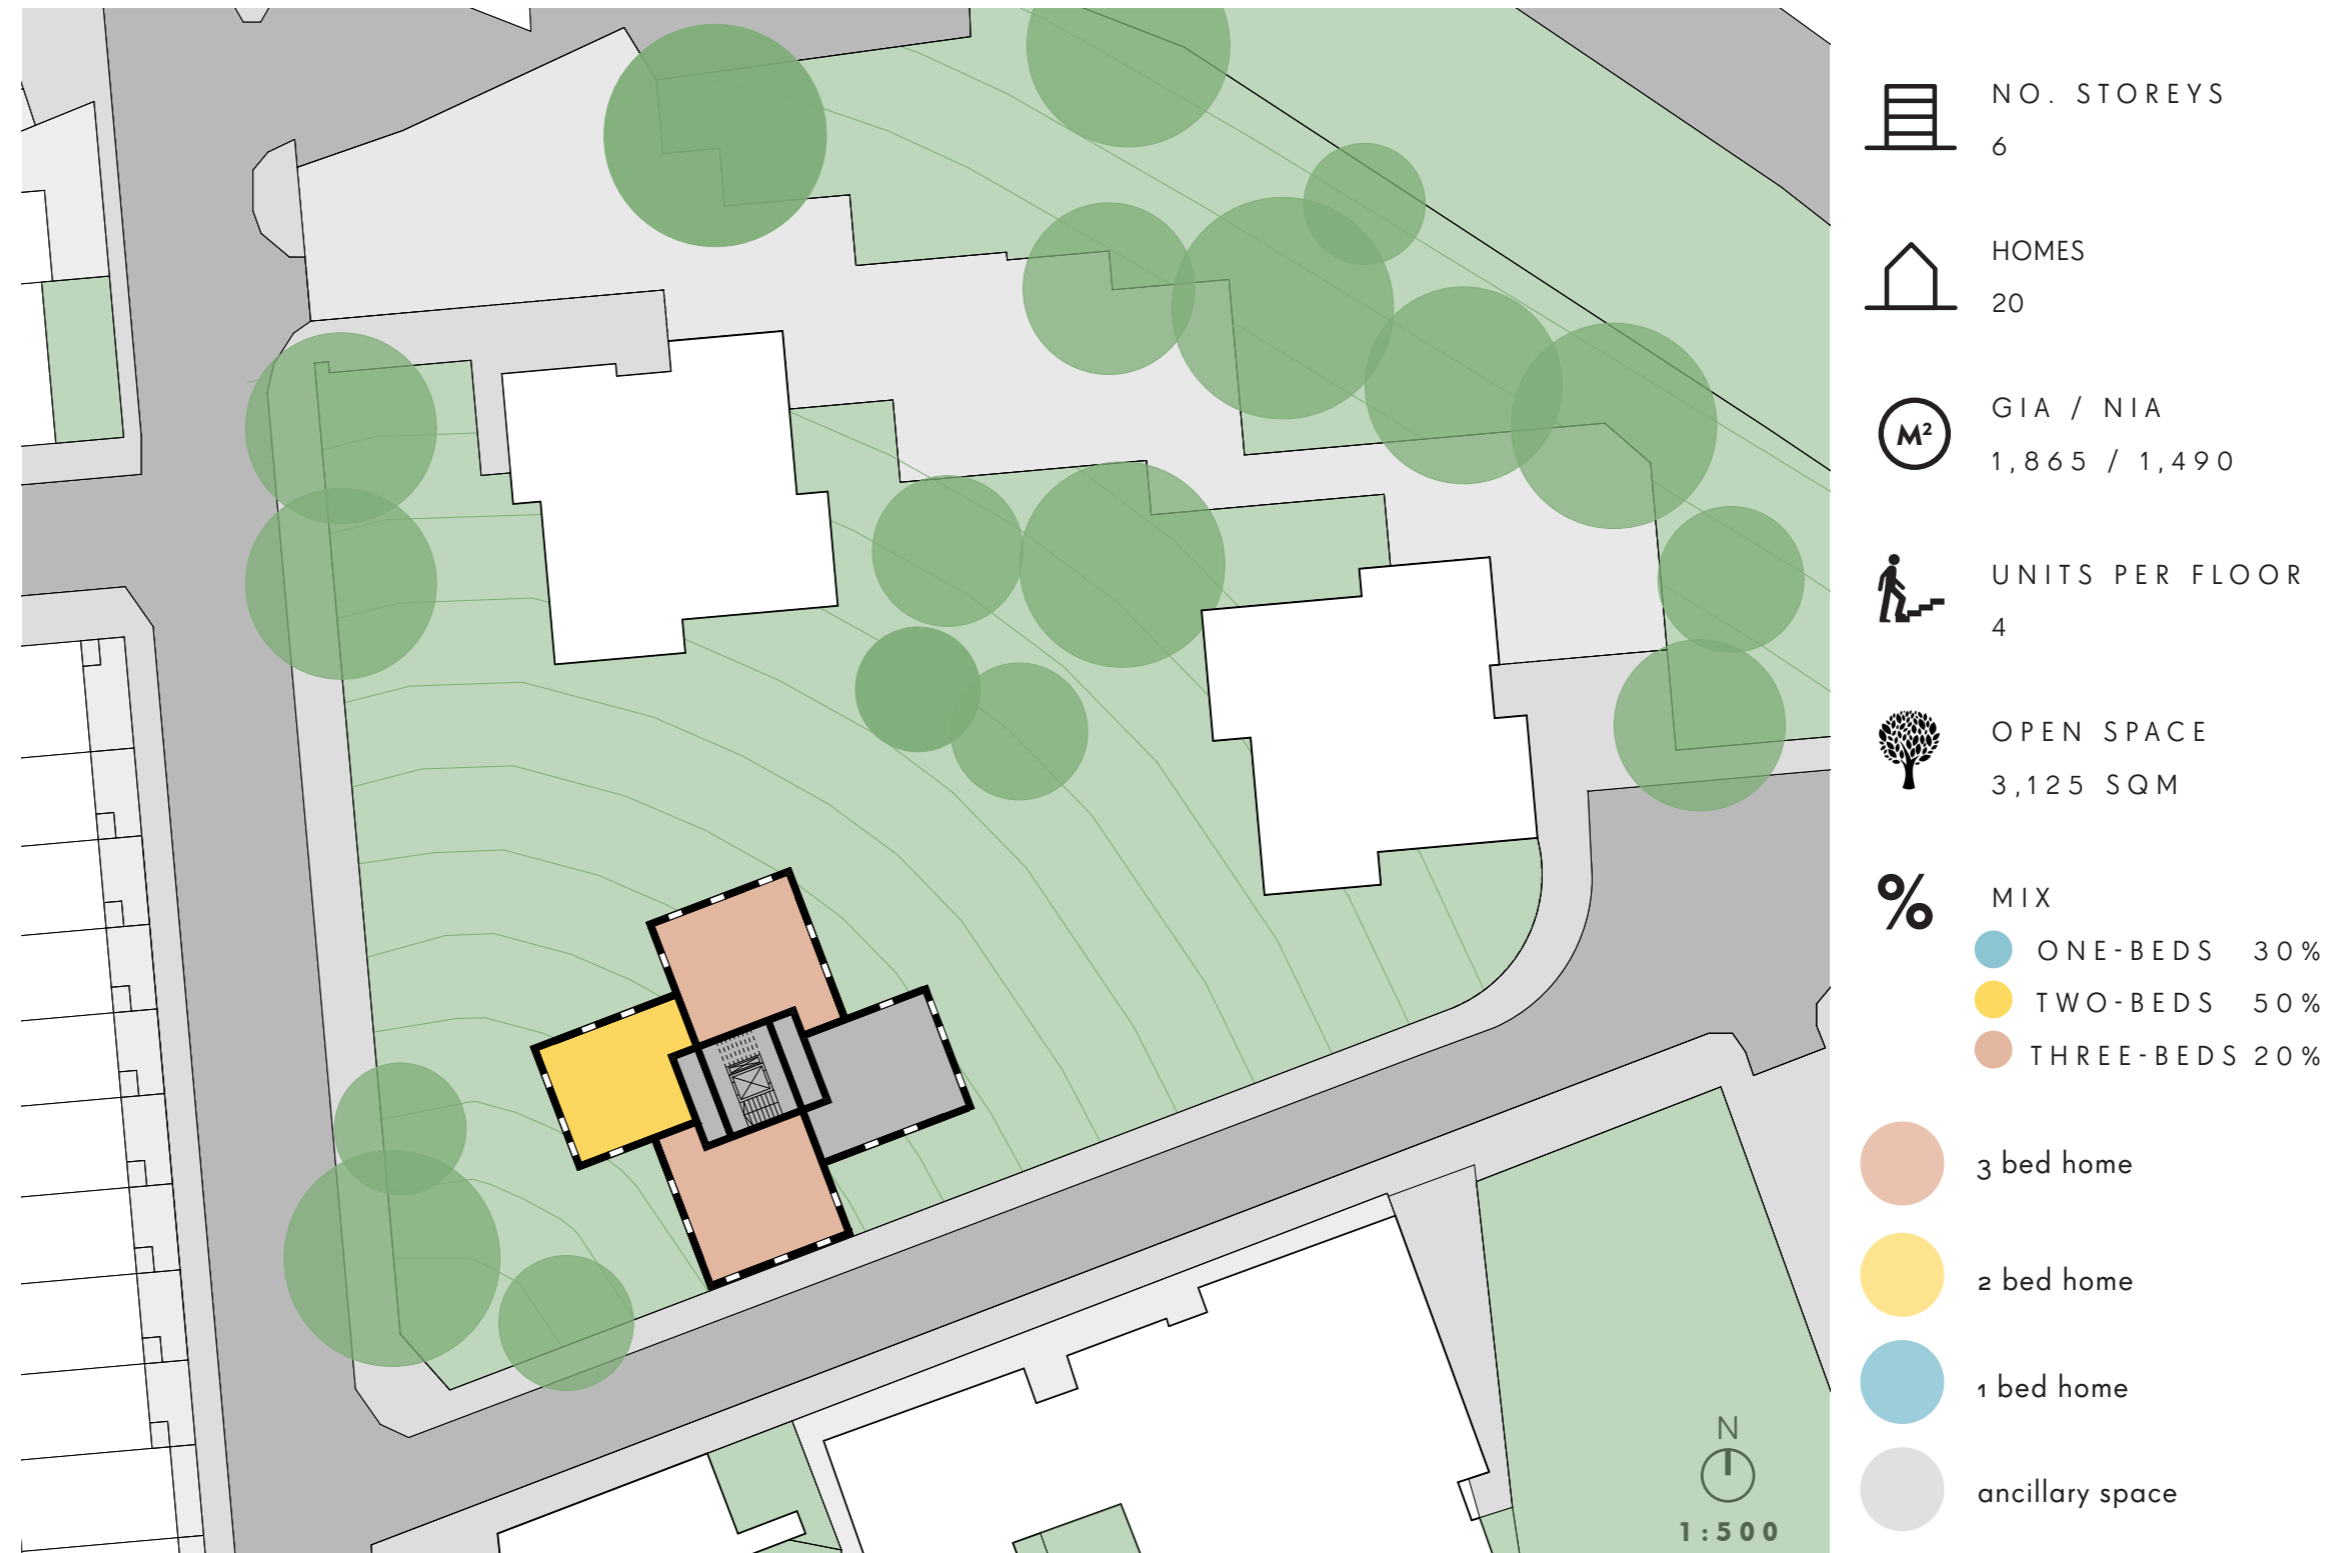 NO. STOREYS
6
HOMES
20
M²
GIA / NIA
1,865 / 1,490
UNITS PER FLOOR
4
OPEN SPACE
3,125 SQM
%
MIX
ONE-BEDS 30%
TWO-BEDS 50%
THREE-BEDS 20%
3 bed home
2 bed home
1 bed home
ancillary space
N
1:500